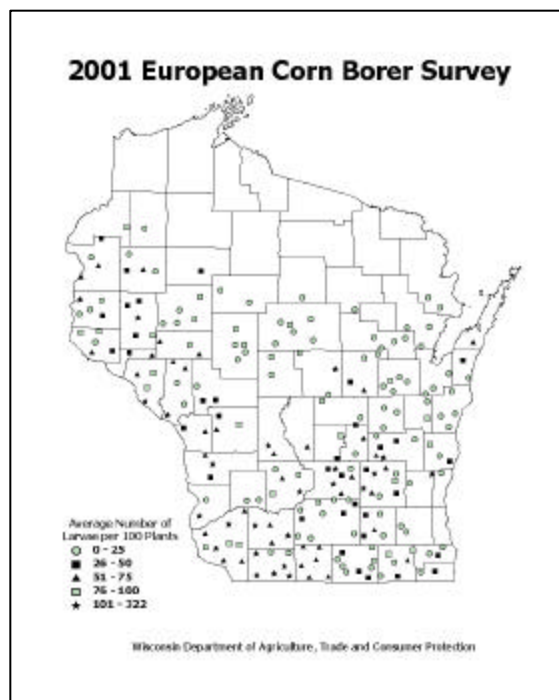 2001 European Corn Borer Survey
Average Number of
Larvae per 100 Plants
0 - 25
26 - 50
51 - 75
76 - 100
101 - 322
Wisconsin Department of Agriculture, Trade and Consumer Protection